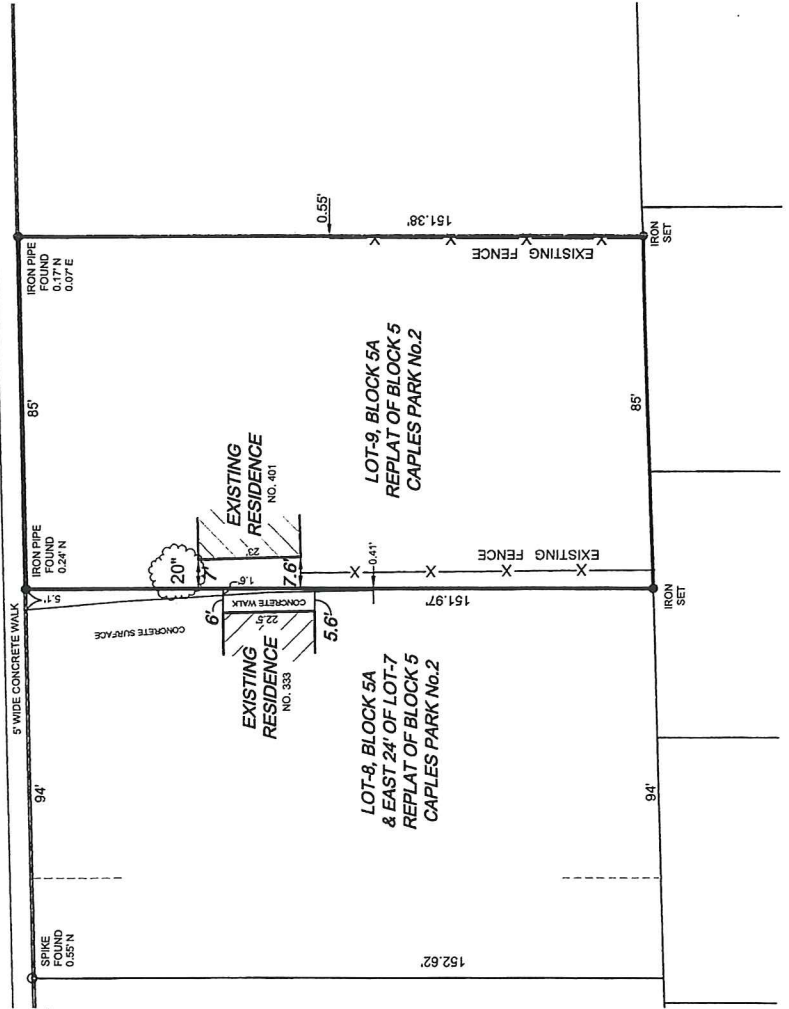 5' WIDE CONCRETE WALK
SPIKE
FOUND
0.55' N
94'
IRON PIPE
FOUND
0.24' N
85'
IRON PIPE
FOUND
0.17' N
0.07' E
5.1'
CONCRETE SURFACE
20"
7'
1.6'
6'
CONCRETE WALK
22.5'
5.6'
23'
7.6'
EXISTING
RESIDENCE
NO. 333
EXISTING
RESIDENCE
NO. 401
0.41'
0.55'
LOT-8, BLOCK 5A
& EAST 24' OF LOT-7
REPLAT OF BLOCK 5
CAPLES PARK No.2
LOT-9, BLOCK 5A
REPLAT OF BLOCK 5
CAPLES PARK No.2
152.62'
151.97'
151.38'
EXISTING FENCE
X
X
X
X
EXISTING FENCE
X
X
X
X
94'
IRON
SET
85'
IRON
SET